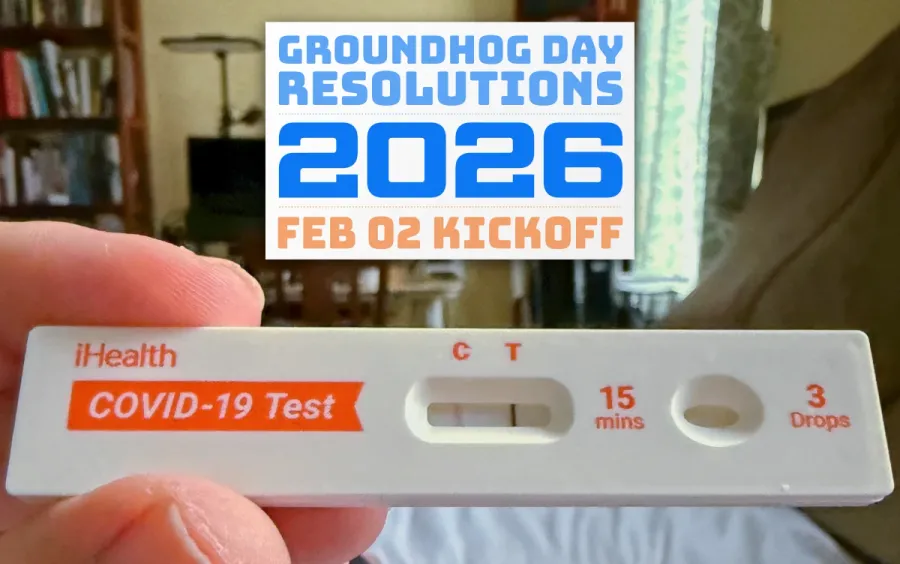 GROUNDHOG DAY
RESOLUTIONS
2026
FEB 02 KICKOFF
iHealth
COVID-19 Test
C T
15
mins
3
Drops